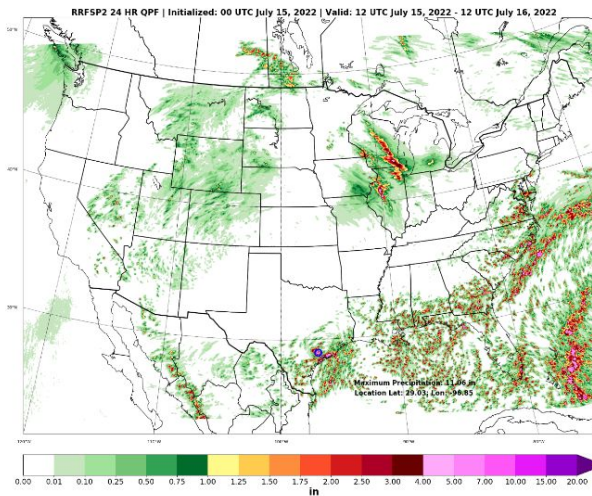 RRFSP2 24 HR QPF | Initialized: 00 UTC July 15, 2022 | Valid: 12 UTC July 15, 2022 - 12 UTC July 16, 2022
Maximum Precipitation: 11.06 in
Location Lat: 29.03, Lon: -96.85
0.00 0.01 0.10 0.25 0.50 0.75 1.00 1.25 1.50 1.75 2.00 2.50 3.00 4.00 5.00 7.00 10.00 15.00 20.00
in